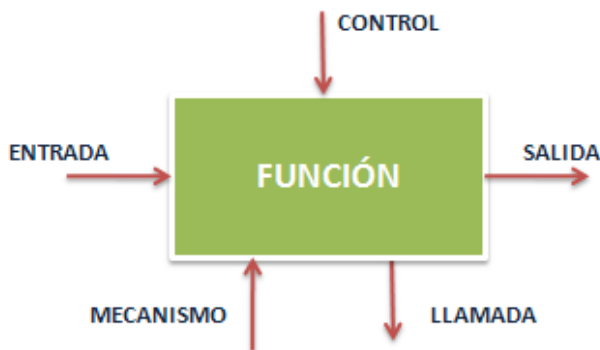 CONTROL
ENTRADA
FUNCIÓN
SALIDA
MECANISMO
LLAMADA